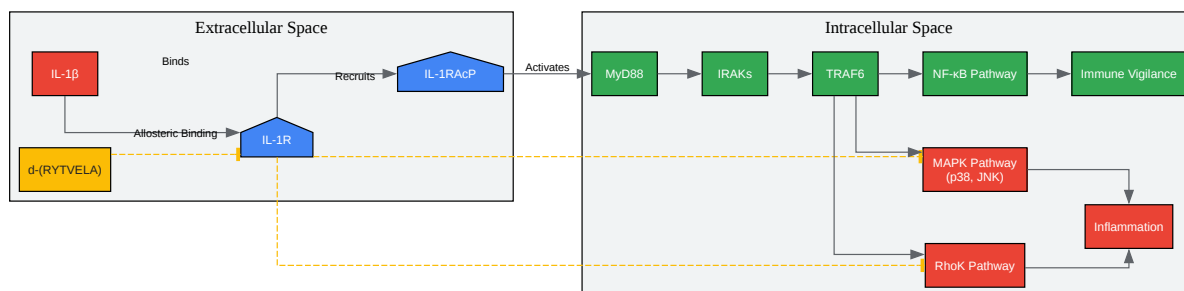 Extracellular Space
Intracellular Space
IL-1β
Binds
Recruits
IL-1RAcP
Activates
MyD88
IRAKs
TRAF6
NF-κB Pathway
Immune Vigilance
Allosteric Binding
IL-1R
d-(RYTVELA)
MAPK Pathway
(p38, JNK)
Inflammation
RhoK Pathway